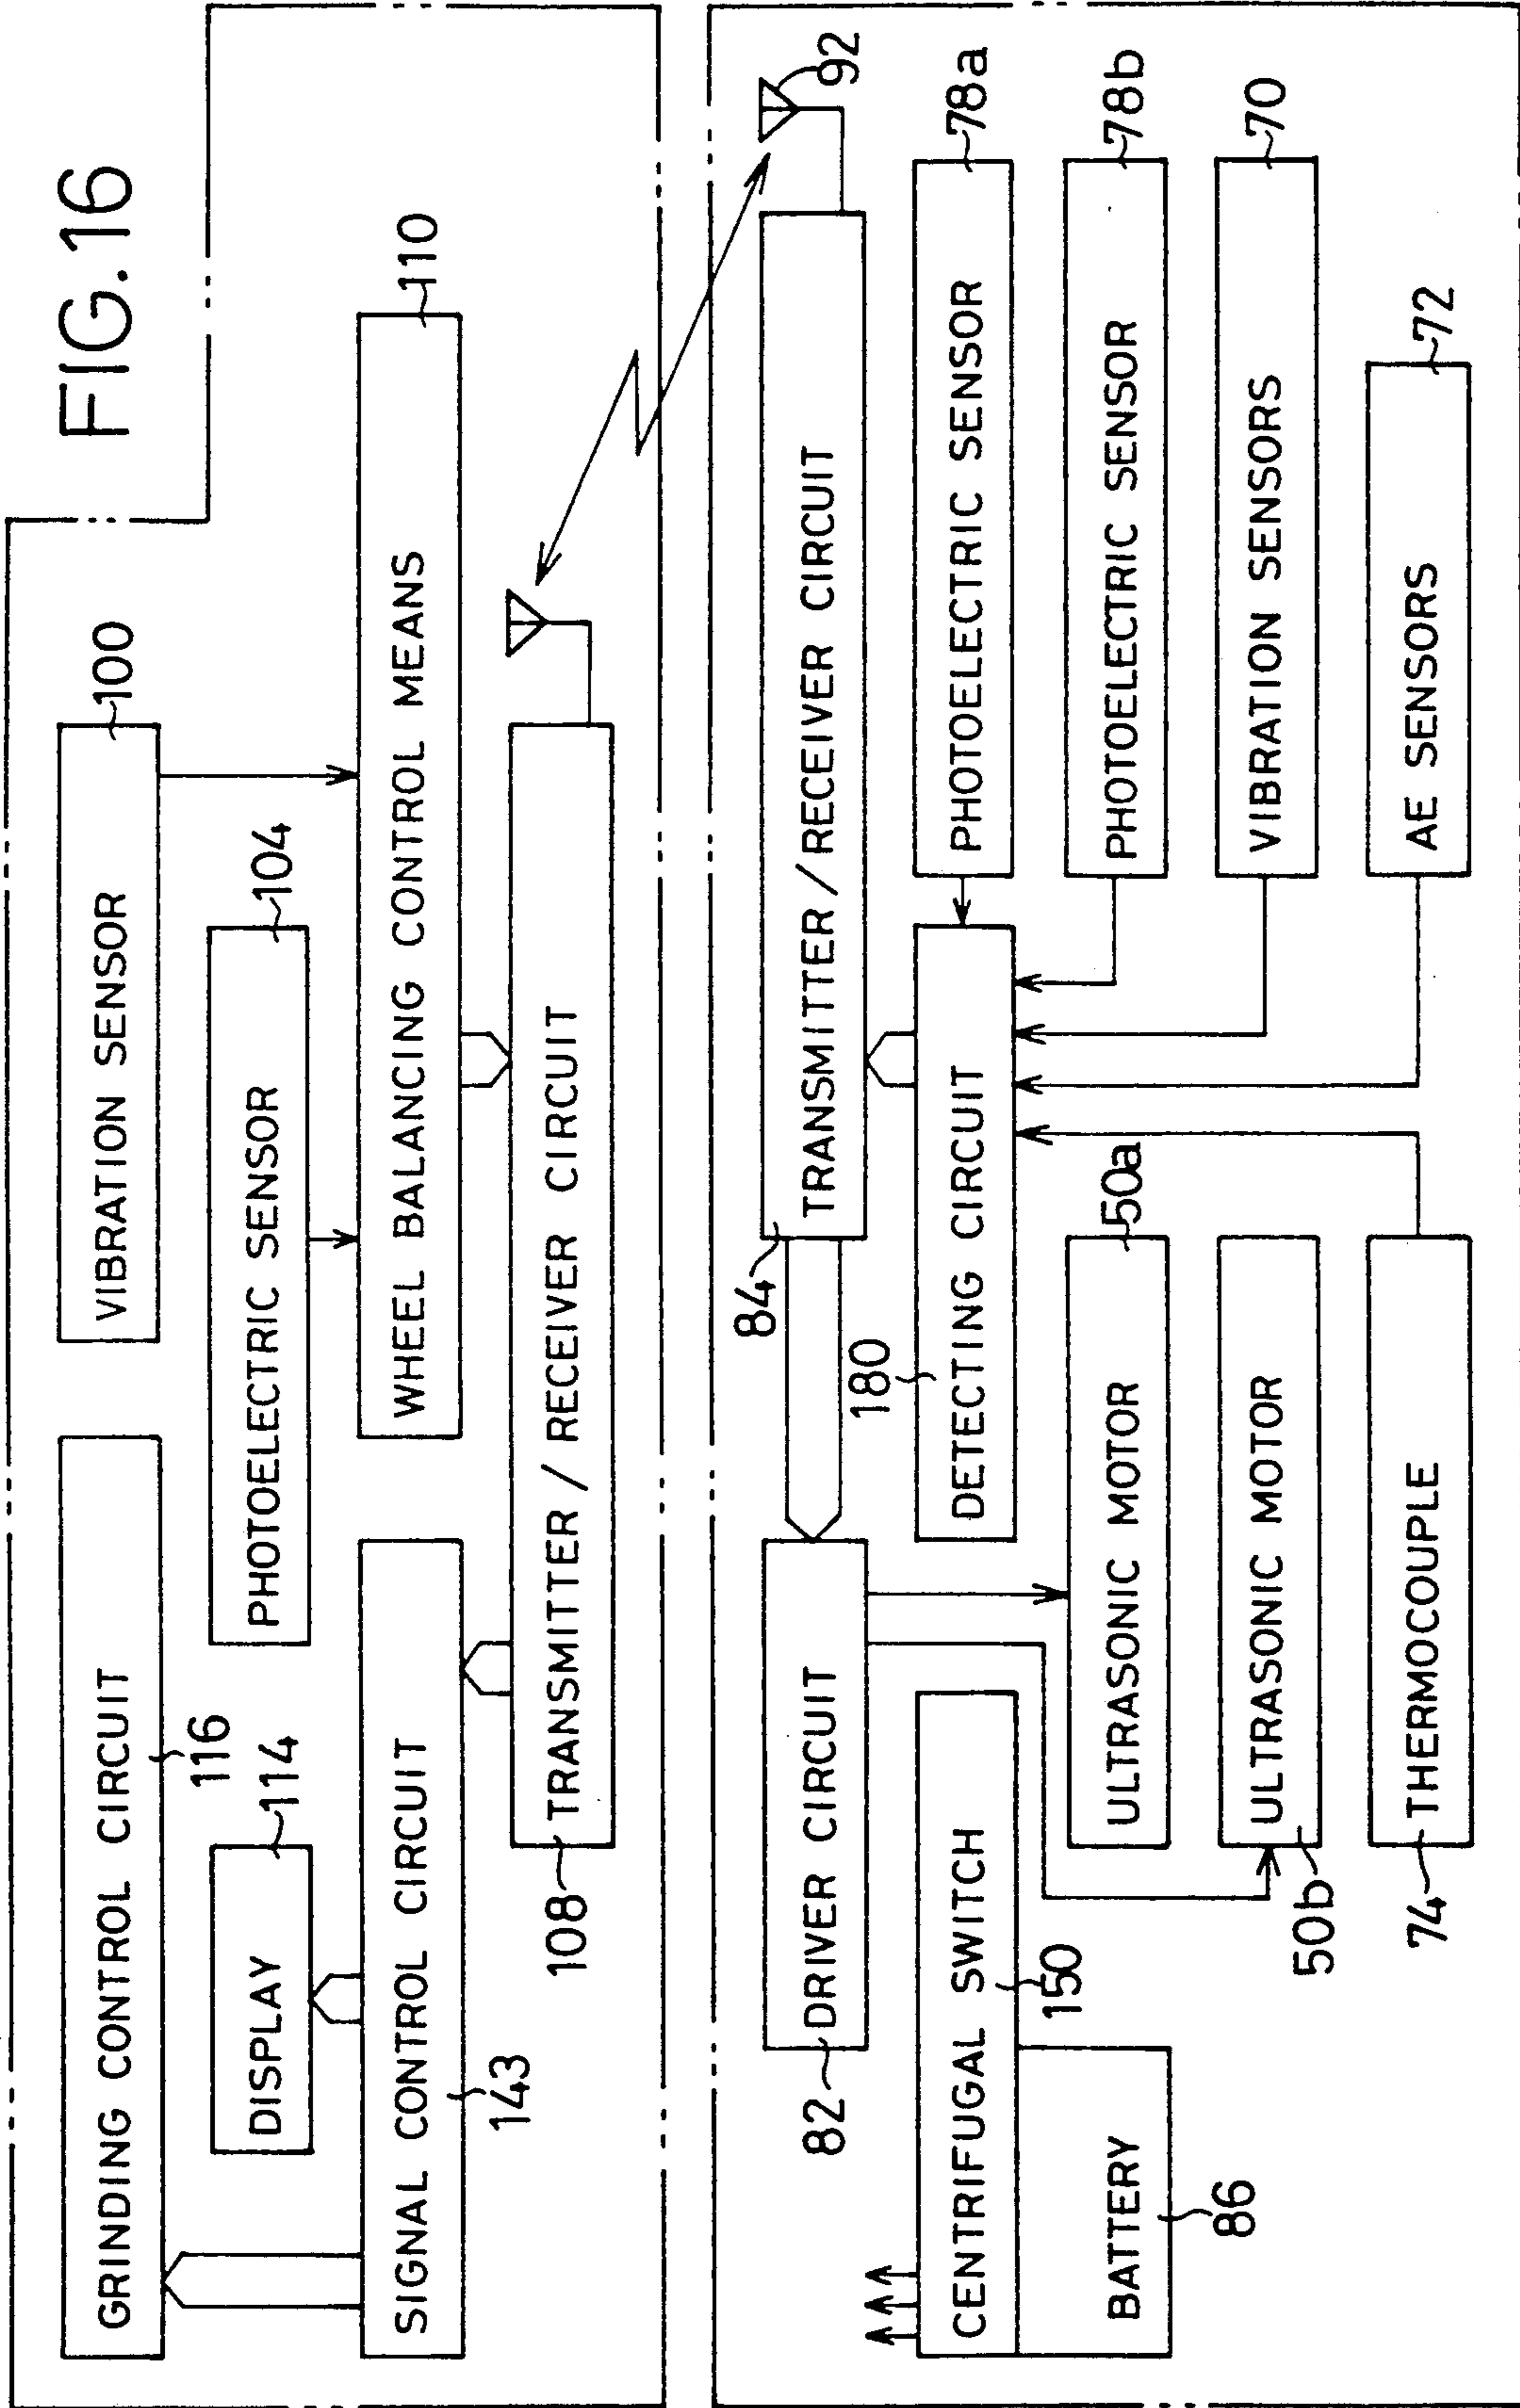 FIG.16
GRINDING CONTROL CIRCUIT
116
VIBRATION SENSOR
100
DISPLAY
114
PHOTOELECTRIC SENSOR
104
SIGNAL CONTROL CIRCUIT
143
WHEEL BALANCING CONTROL MEANS
110
108
TRANSMITTER/RECEIVER CIRCUIT
82
DRIVER CIRCUIT
84
TRANSMITTER/RECEIVER CIRCUIT
92
CENTRIFUGAL SWITCH
150
180
DETECTING CIRCUIT
PHOTOELECTRIC SENSOR
78a
BATTERY
86
ULTRASONIC MOTOR
50a
PHOTOELECTRIC SENSOR
78b
50b
ULTRASONIC MOTOR
VIBRATION SENSORS
70
74
THERMOCOUPLE
AE SENSORS
72